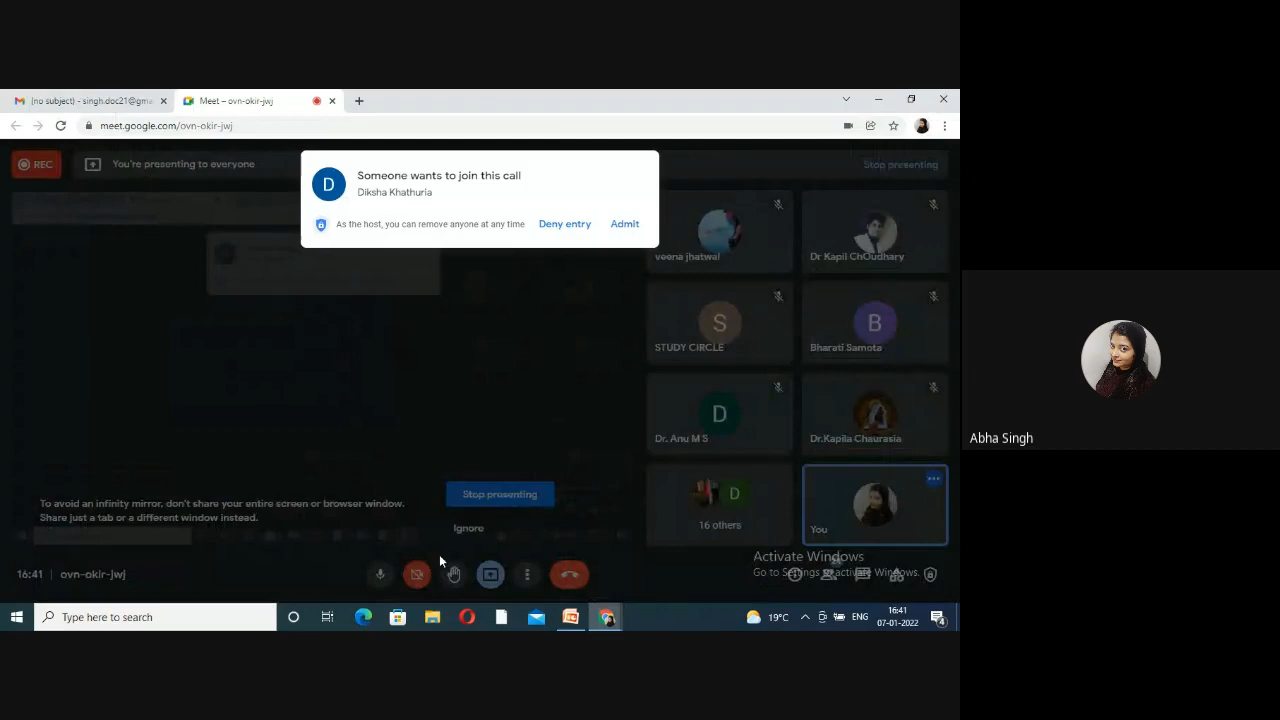 (no subject) - singh.doc21@gma
Meet – ovn-okir-jwj
meet.google.com/ovn-okir-jwj
REC
You're presenting to everyone
Stop presenting
D
Someone wants to join this call
Diksha Khathuria
As the host, you can remove anyone at any time
Deny entry
Admit
veena jhatwal
Dr Kapil ChOudhary
S
STUDY CIRCLE
B
Bharati Samota
D
Dr. Anu M S
Dr.Kapila Chaurasia
D
16 others
You
To avoid an infinity mirror, don't share your entire screen or browser window.
Share just a tab or a different window instead.
Stop presenting
Ignore
16:41
ovn-okir-jwj
Activate Windows
Go to Settings to activate Windows.
Type here to search
19°C
ENG
16:41
07-01-2022
4
Abha Singh